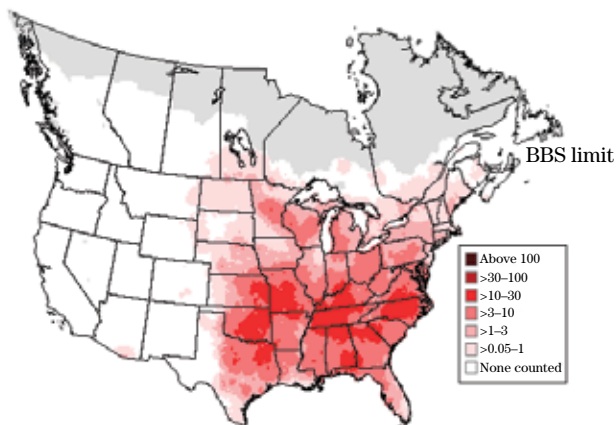 BBS limit
Above 100
>30–100
>10–30
>3–10
>1–3
>0.05–1
None counted